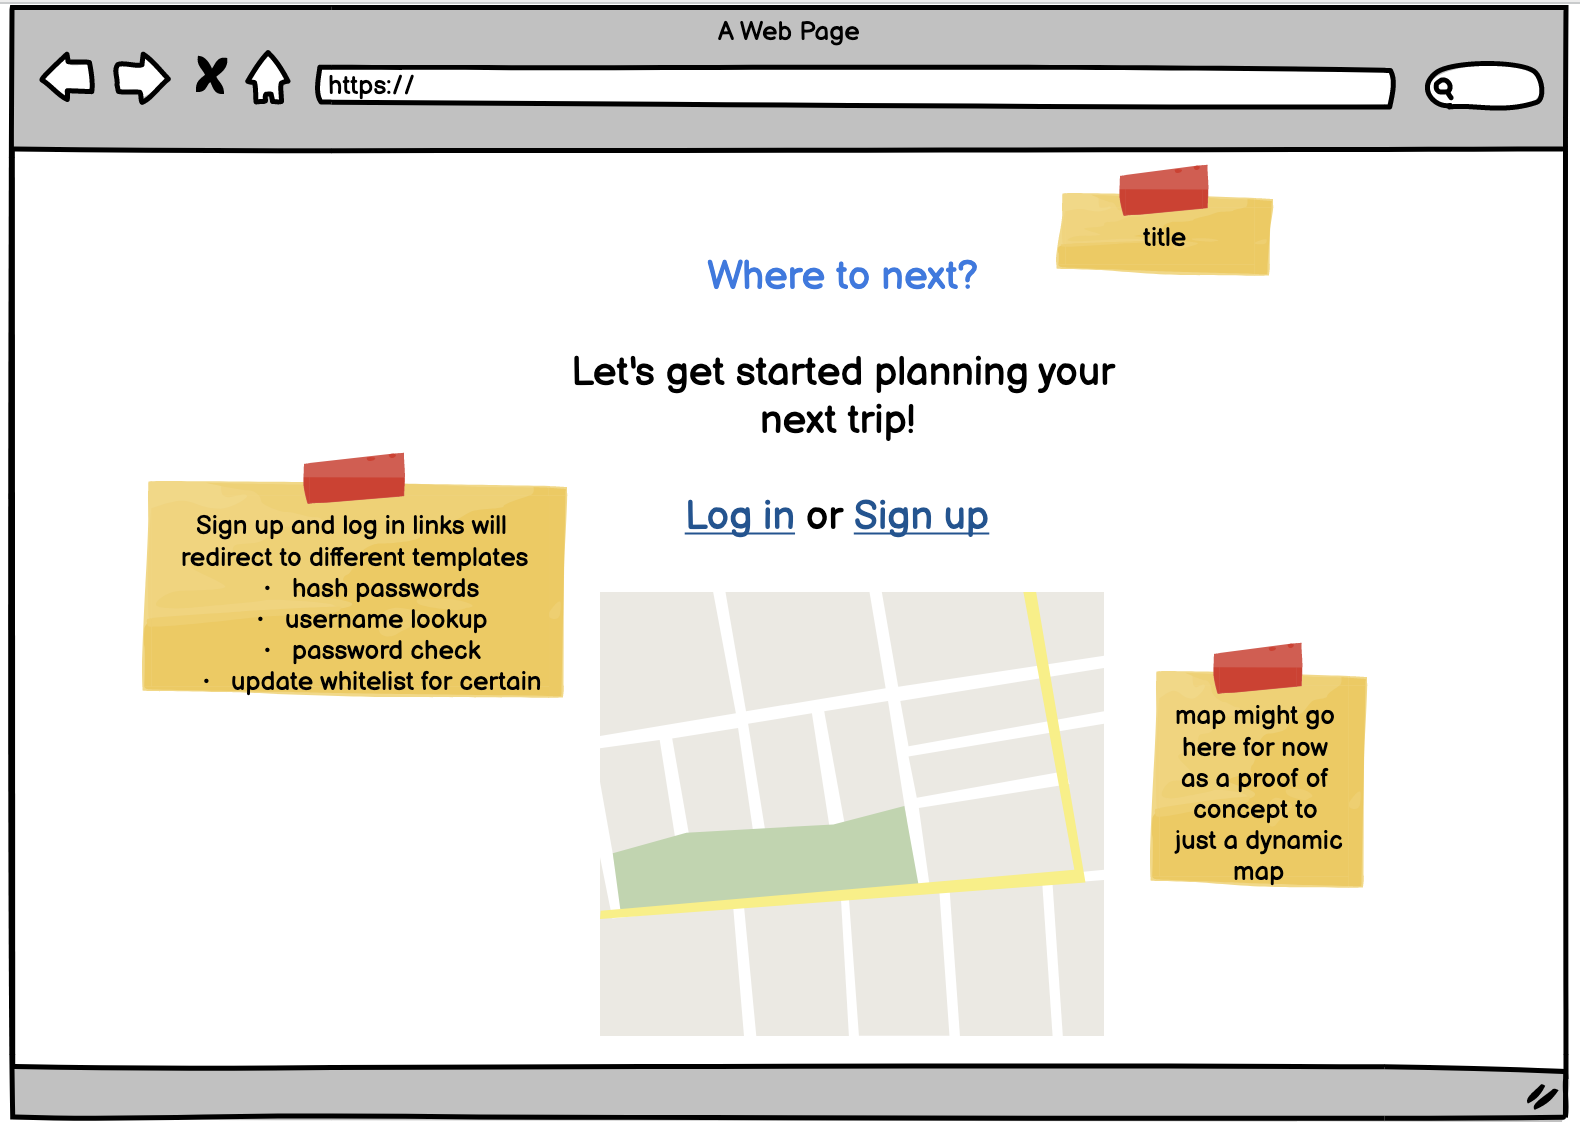 A Web Page
https://
title
Where to next?
Let's get started planning your
next trip!
Log in or Sign up
Sign up and log in links will
redirect to different templates
• hash passwords
• username lookup
• password check
• update whitelist for certain
map might go
here for now
as a proof of
concept to
just a dynamic
map